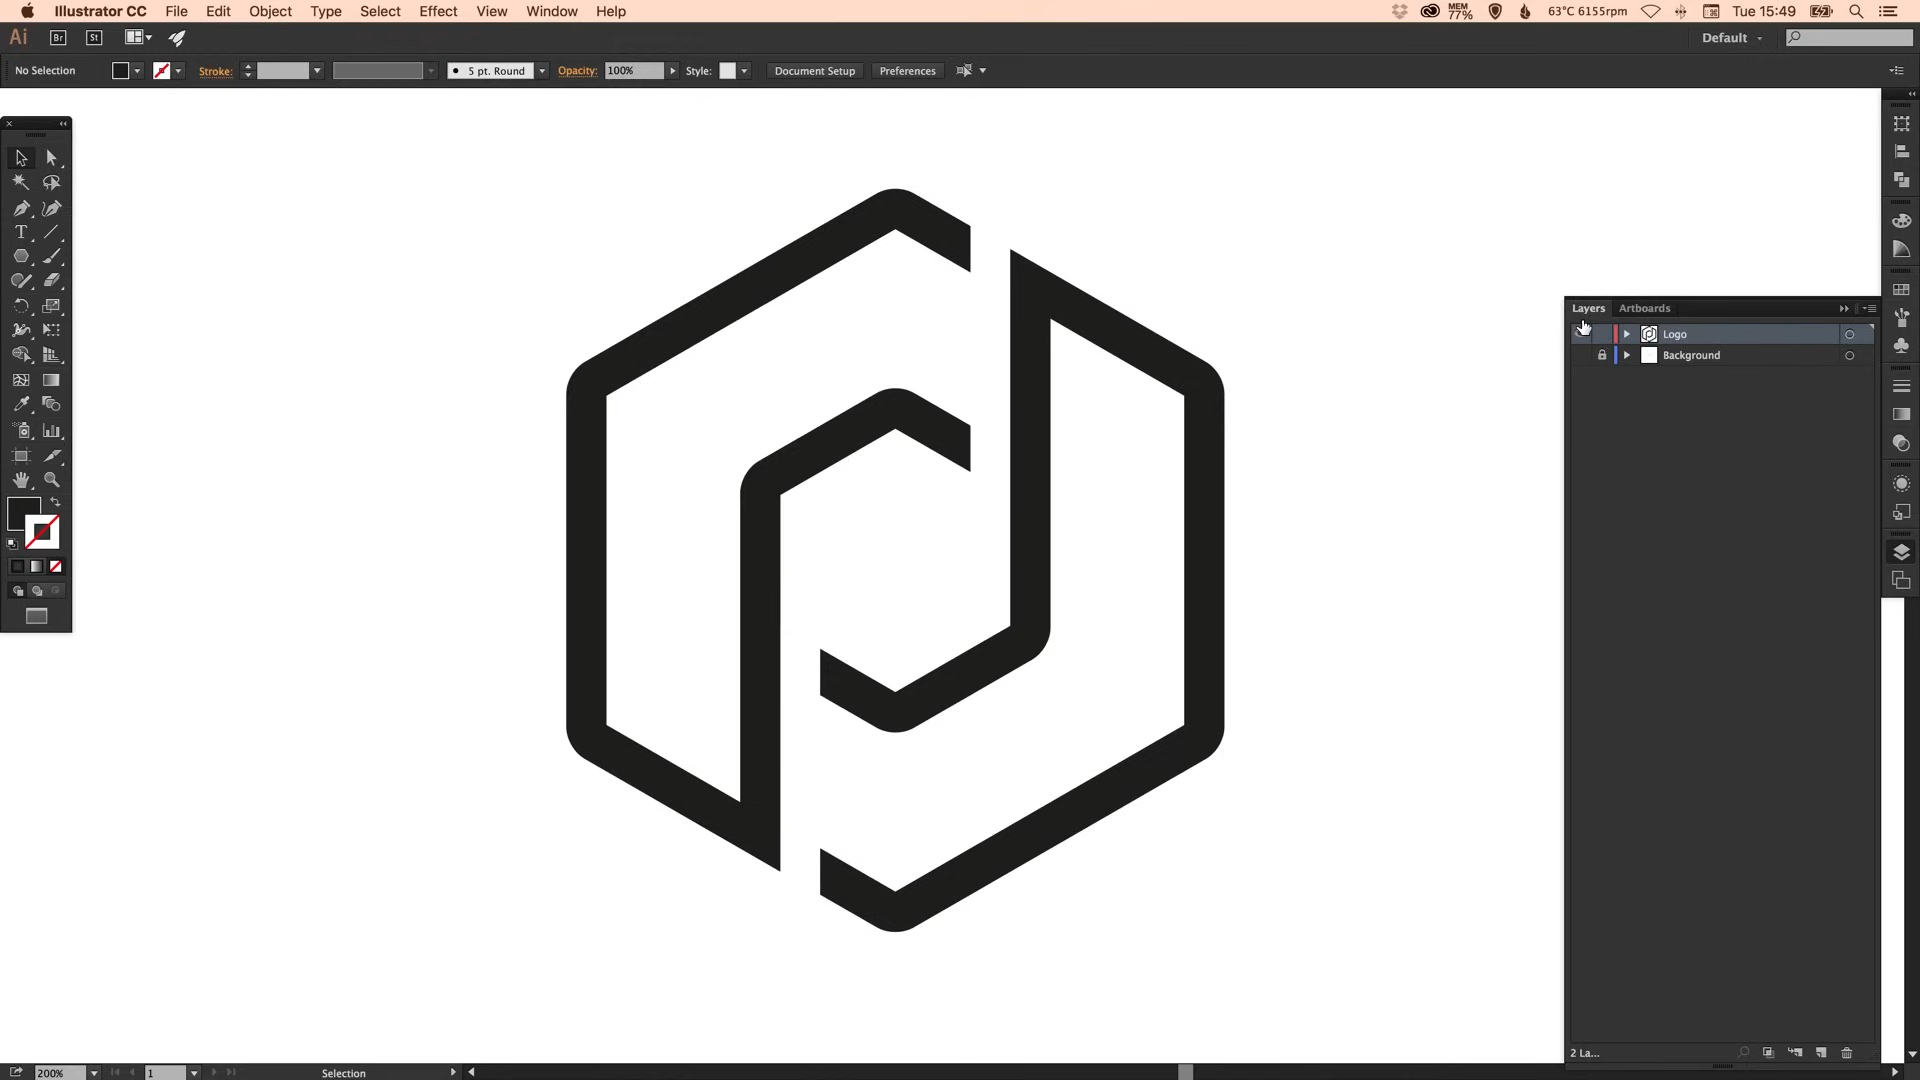 Illustrator CC File Edit Object Type Select Effect View Window Help MEM 77% 63°C 6155rpm Tue 15:49
Ai Br St Default
No Selection Stroke: 5 pt. Round Opacity: 100% Style: Document Setup Preferences
Layers Artboards
Logo
Background
T
2 La...
200% 1 Selection